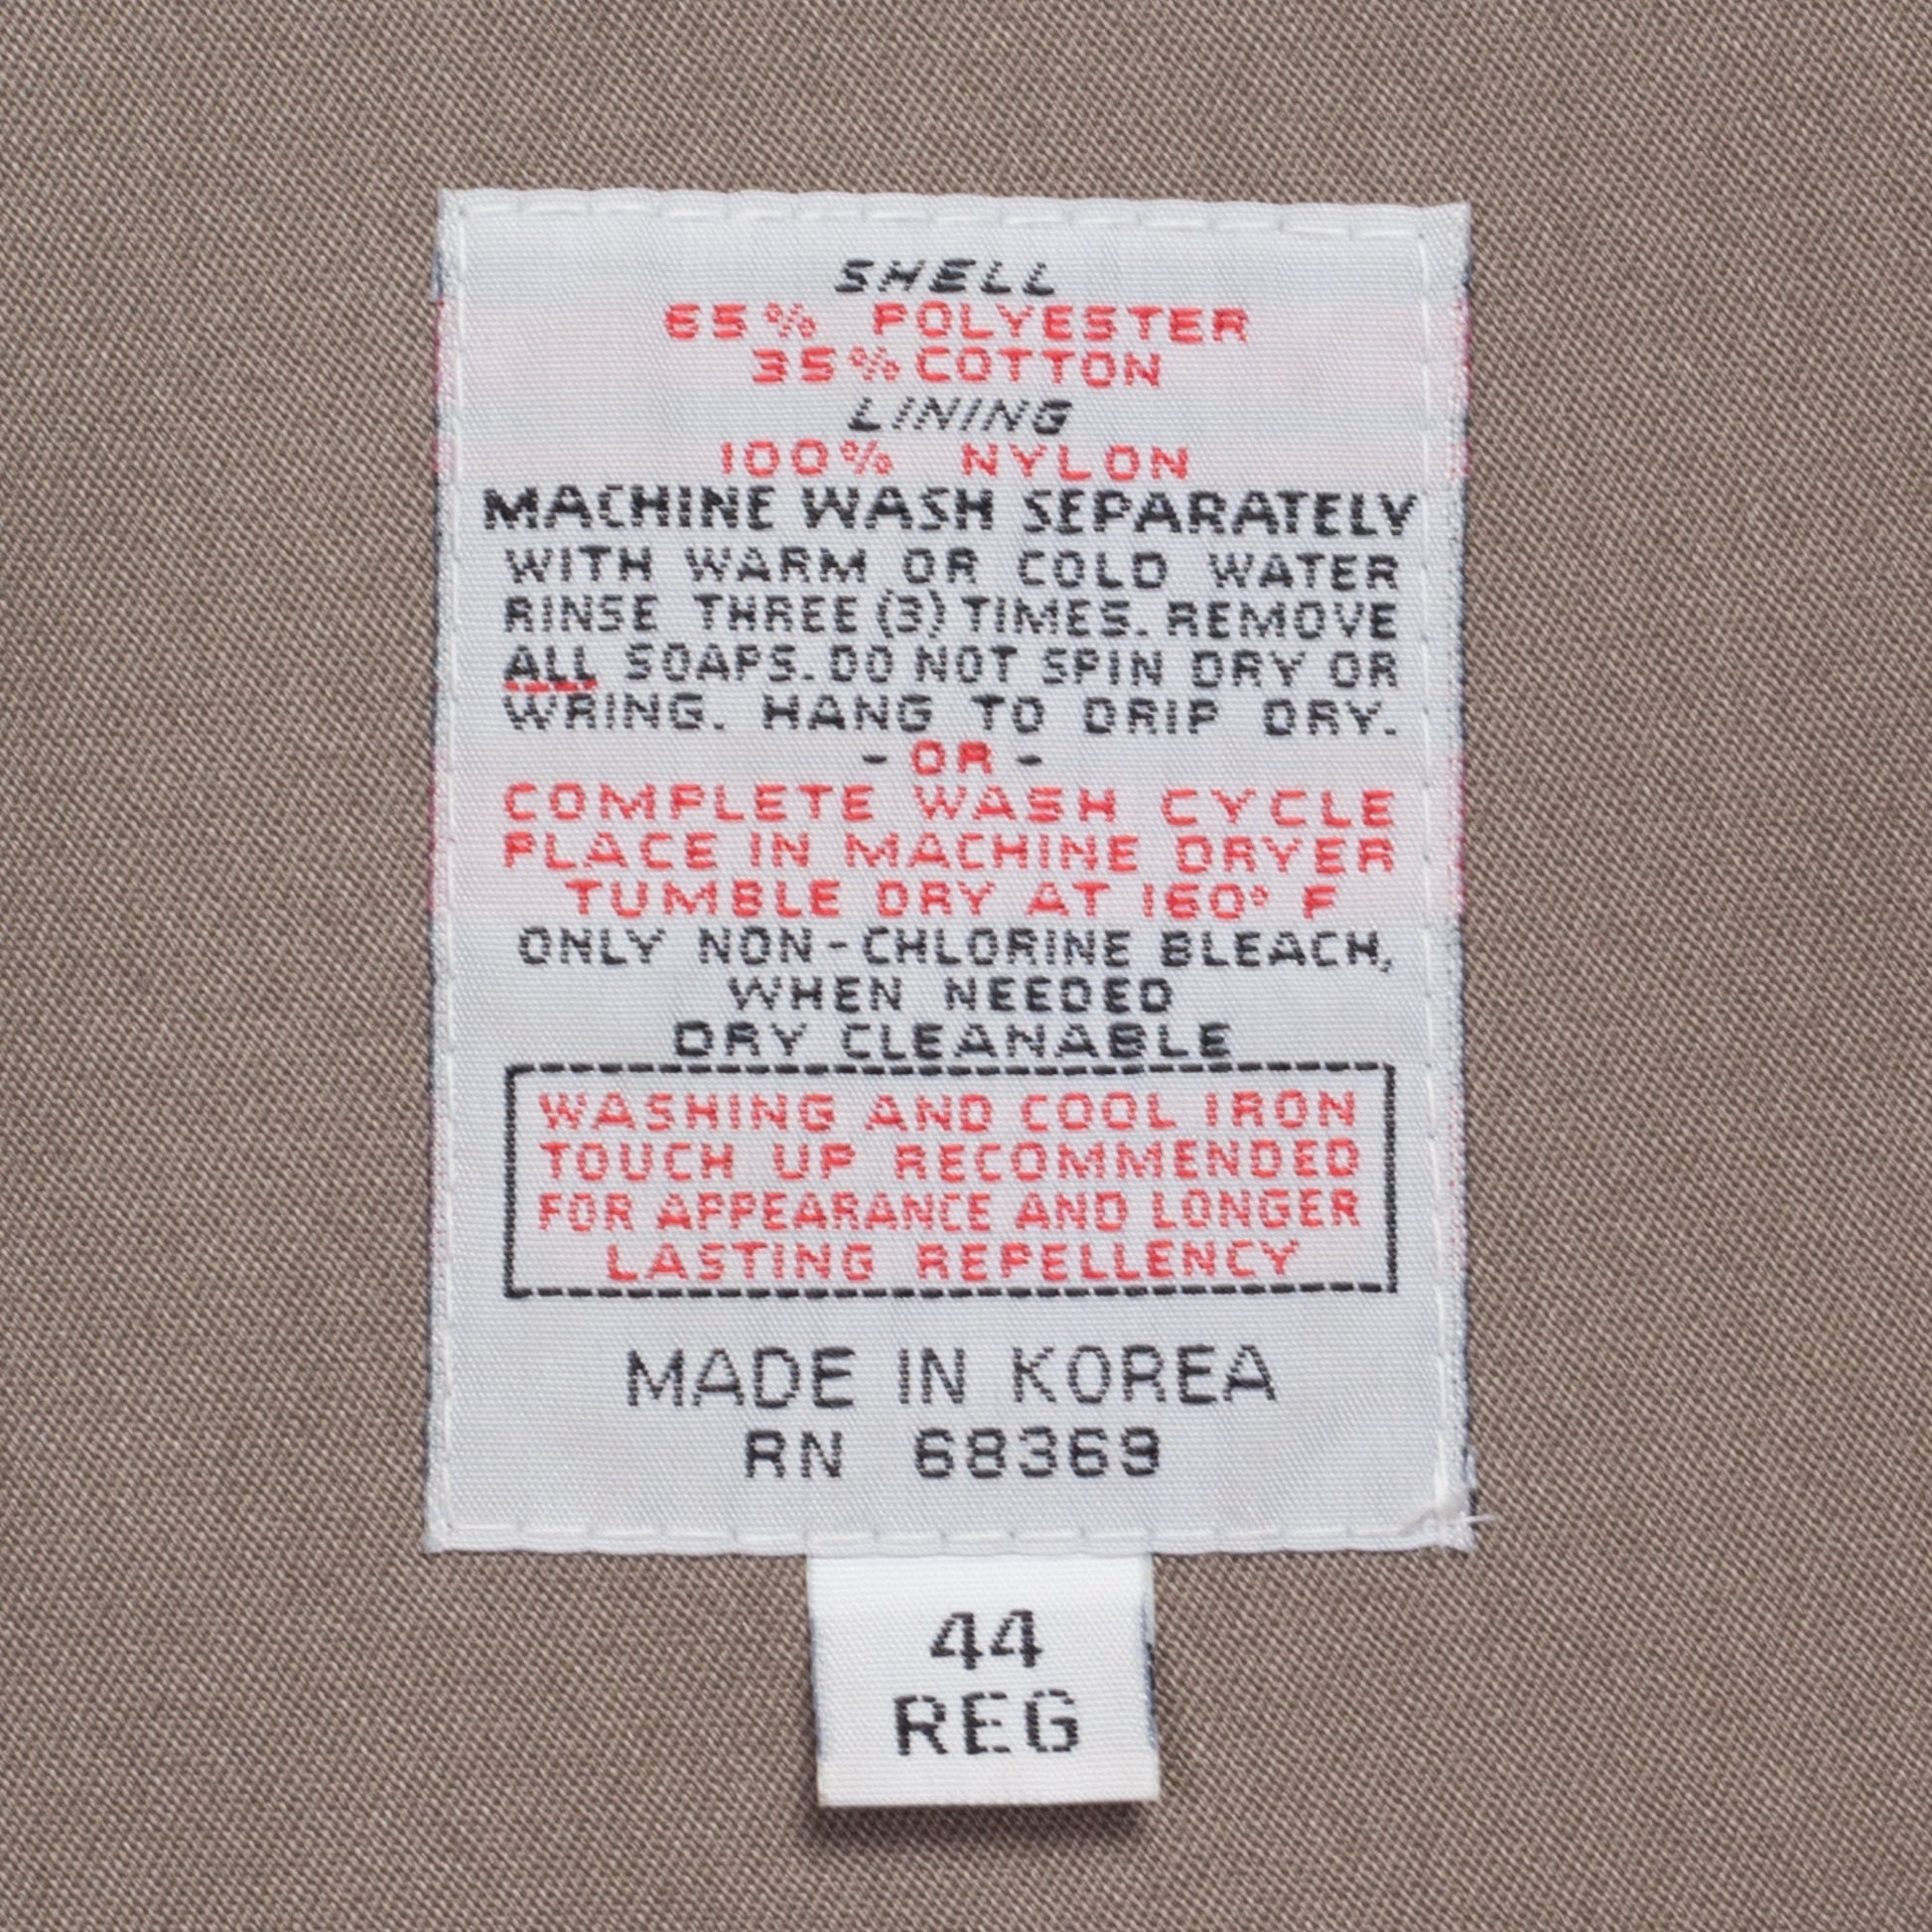 SHELL
65% POLYESTER
35% COTTON
LINING
100% NYLON
MACHINE WASH SEPARATELY
WITH WARM OR COLD WATER
RINSE THREE (3) TIMES. REMOVE
ALL SOAPS. DO NOT SPIN DRY OR
WRING. HANG TO DRIP DRY.
- OR -
COMPLETE WASH CYCLE
PLACE IN MACHINE DRYER
TUMBLE DRY AT 160° F
ONLY NON-CHLORINE BLEACH,
WHEN NEEDED
DRY CLEANABLE
WASHING AND COOL IRON
TOUCH UP RECOMMENDED
FOR APPEARANCE AND LONGER
LASTING REPELLENCY
MADE IN KOREA
RN 68369
44
REG